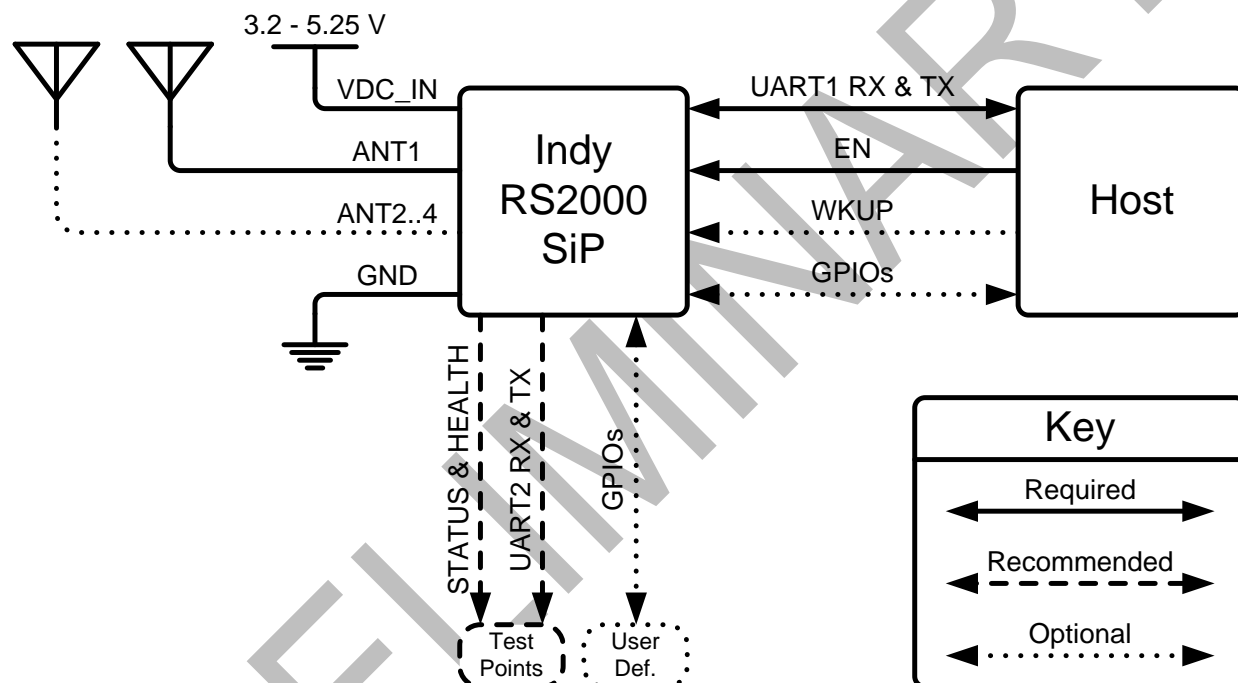 3.2 - 5.25 V
VDC_IN
ANT1
ANT2..4
GND
Indy
RS2000
SiP
UART1 RX & TX
EN
WKUP
GPIOs
Host
STATUS & HEALTH
UART2 RX & TX
GPIOs
Test
Points
User
Def.
Key
Required
Recommended
Optional
ELIMINAR